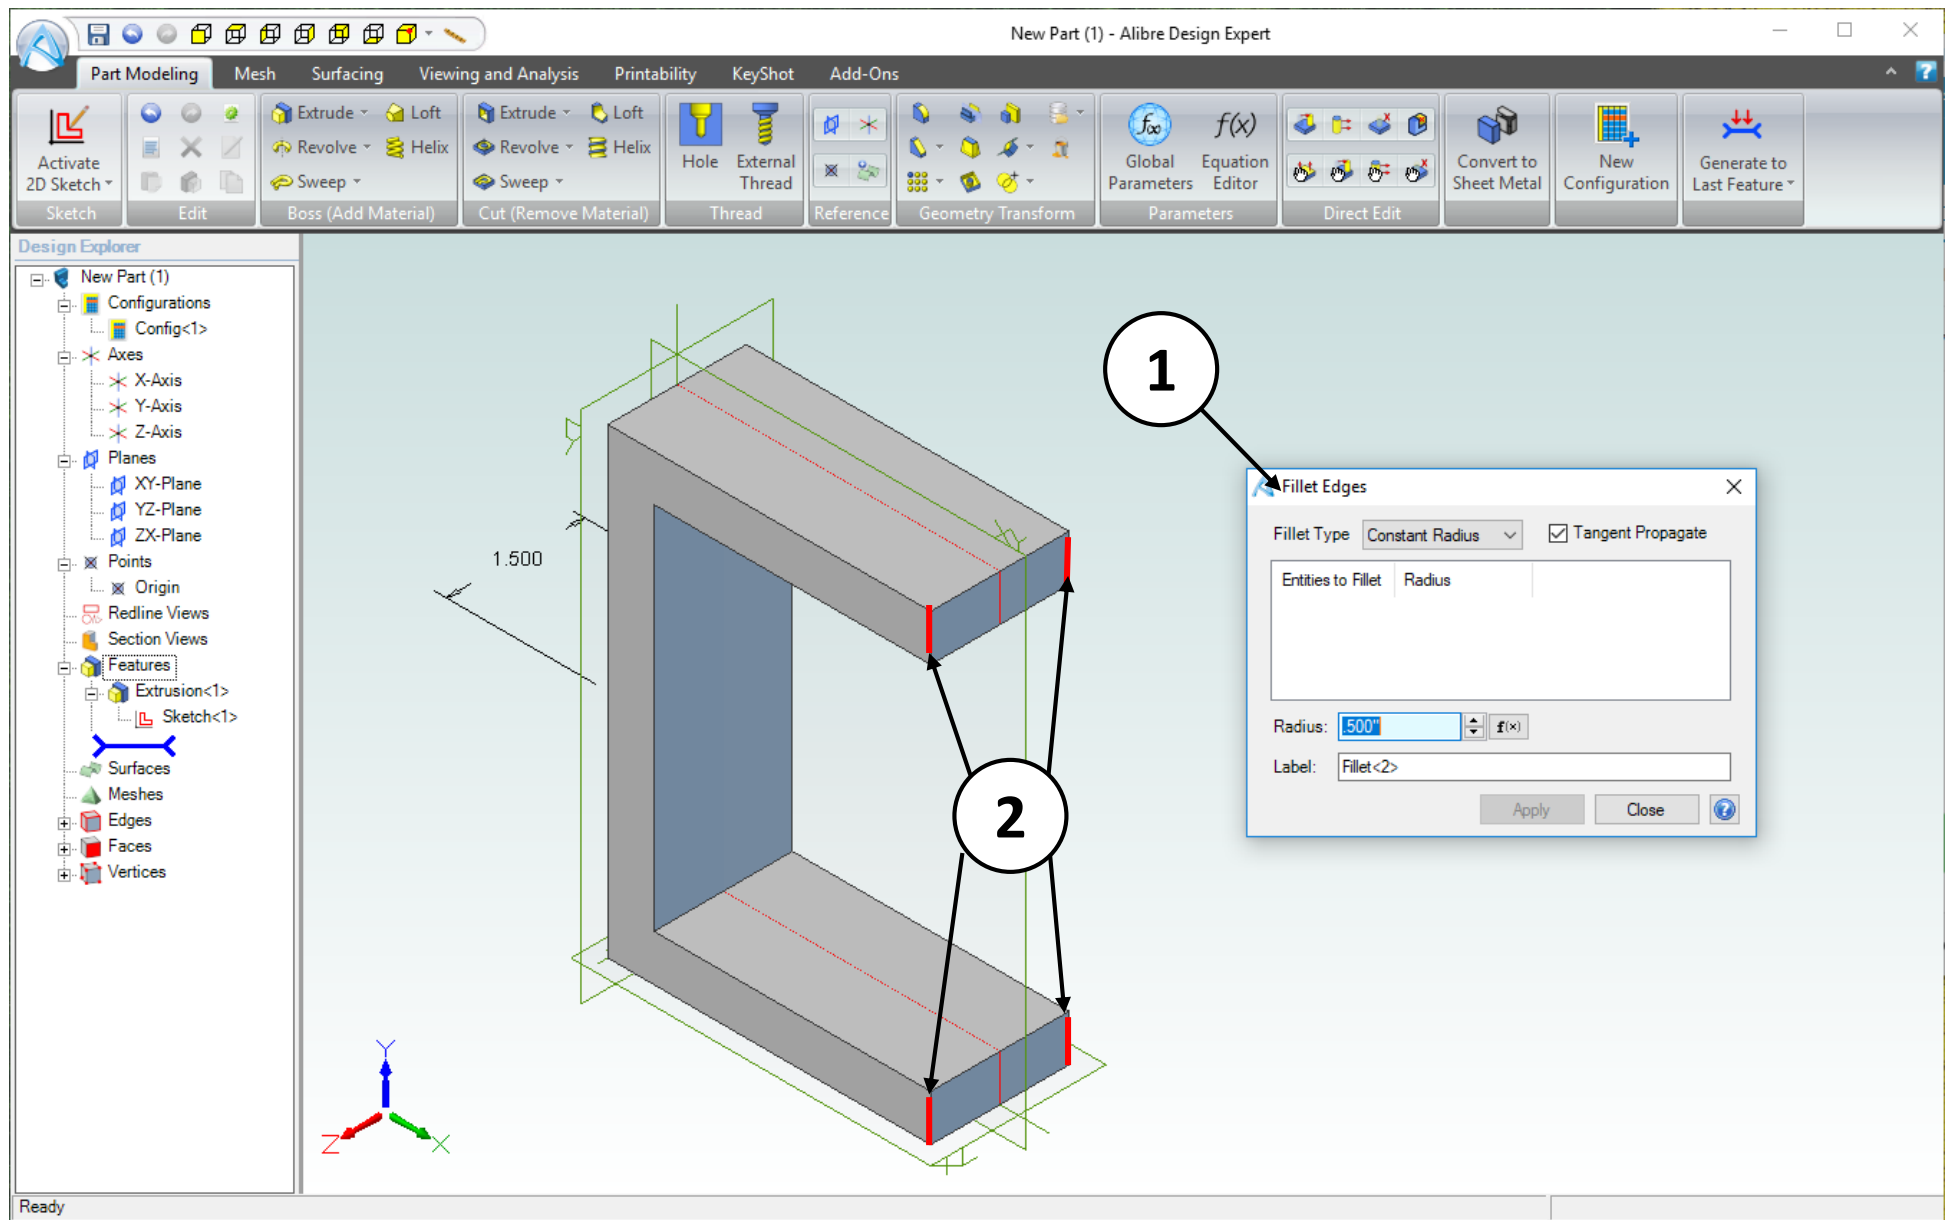 New Part (1) - Alibre Design Expert
Part Modeling Mesh Surfacing Viewing and Analysis Printability KeyShot Add-Ons
Activate
2D Sketch
Sketch
Edit
Extrude Loft
Revolve Helix
Sweep
Boss (Add Material)
Extrude Loft
Revolve Helix
Sweep
Cut (Remove Material)
Hole
External
Thread
Thread
Reference
Geometry Transform
Global
Parameters
f(x)
Equation
Editor
Parameters
Direct Edit
Convert to
Sheet Metal
New
Configuration
Generate to
Last Feature
Design Explorer
New Part (1)
Configurations
Config<1>
Axes
X-Axis
Y-Axis
Z-Axis
Planes
XY-Plane
YZ-Plane
ZX-Plane
Points
Origin
Redline Views
Section Views
Features
Extrusion<1>
Sketch<1>
Surfaces
Meshes
Edges
Faces
Vertices
1.500
XY
1
2
Y
Z
X
Fillet Edges
Fillet Type Constant Radius Tangent Propagate
Entities to Fillet Radius
Radius: .500" f(x)
Label: Fillet<2>
Apply Close
Ready